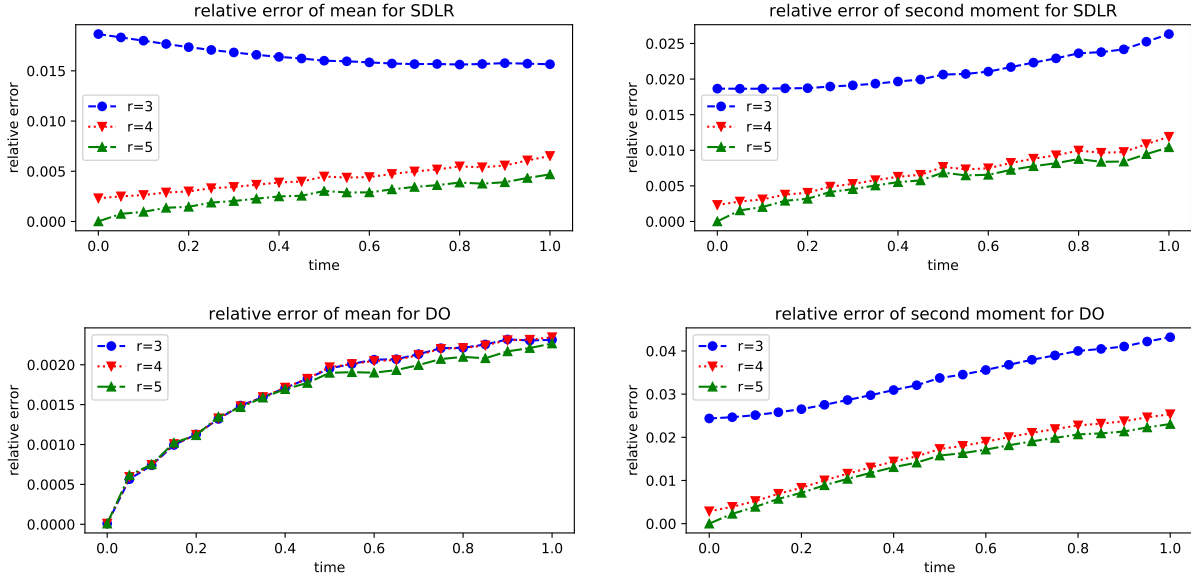 relative error of mean for SDLR
relative error
0.015
0.010
0.005
0.000
r=3
r=4
r=5
0.0 0.2 0.4 0.6 0.8 1.0
time
relative error of second moment for SDLR
relative error
0.025
0.020
0.015
0.010
0.005
0.000
r=3
r=4
r=5
0.0 0.2 0.4 0.6 0.8 1.0
time
relative error of mean for DO
relative error
0.0020
0.0015
0.0010
0.0005
0.0000
r=3
r=4
r=5
0.0 0.2 0.4 0.6 0.8 1.0
time
relative error of second moment for DO
relative error
0.04
0.03
0.02
0.01
0.00
r=3
r=4
r=5
0.0 0.2 0.4 0.6 0.8 1.0
time